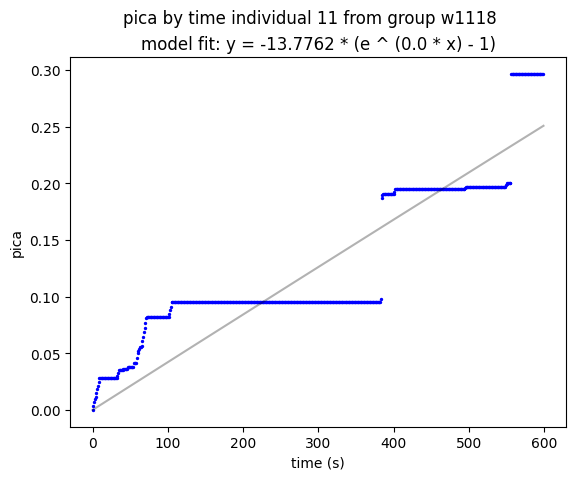 pica by time individual 11 from group w1118
model fit: y = -13.7762 * (e ^ (0.0 * x) - 1)
0.30
0.25
0.20
0.15
0.10
0.05
0.00
pica
0 100 200 300 400 500 600
time (s)